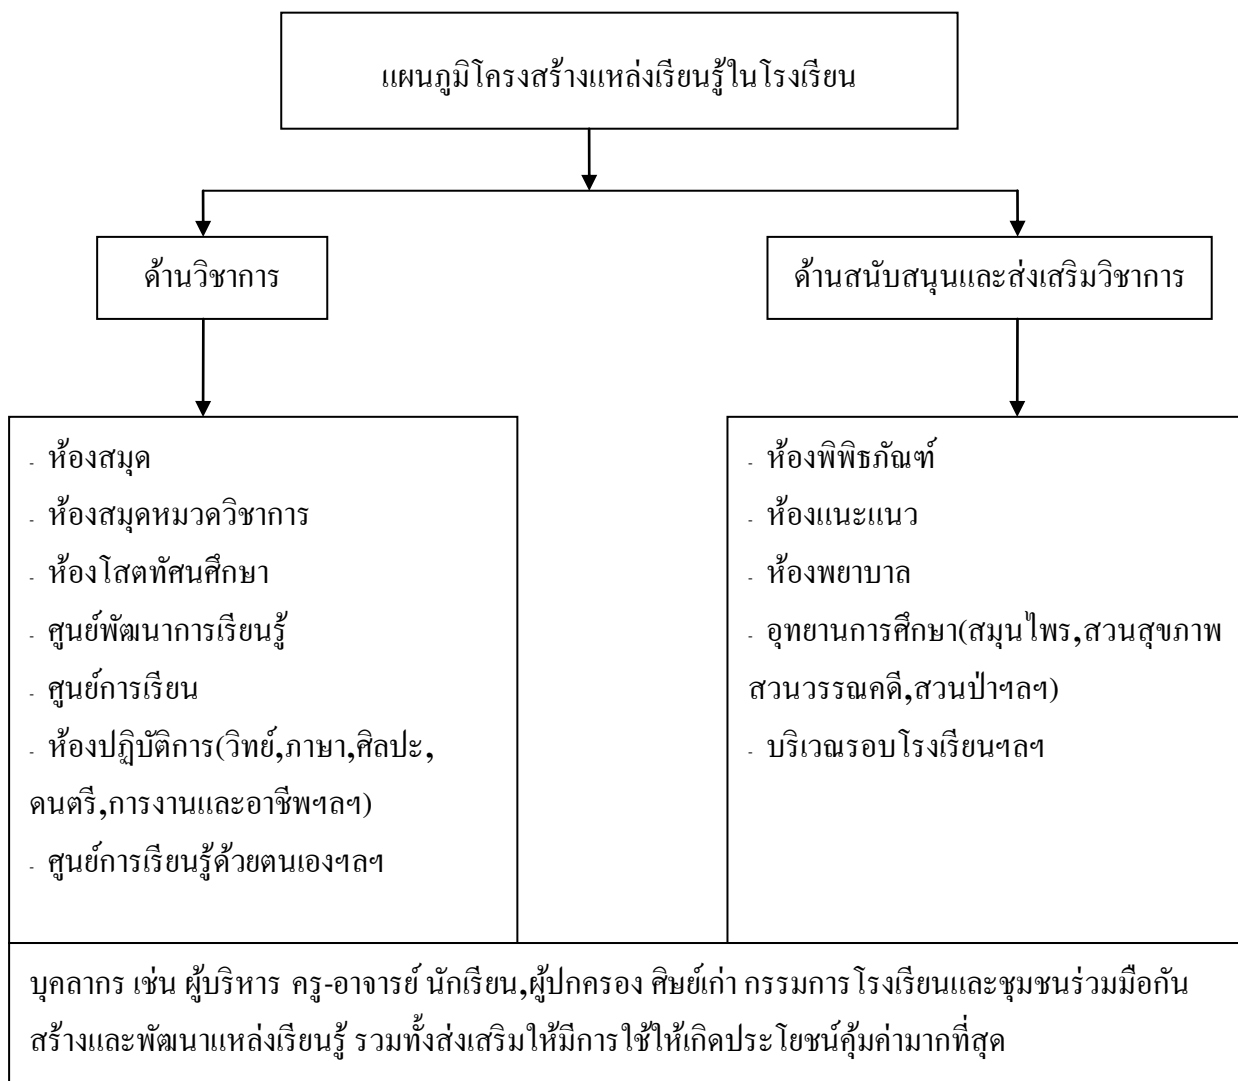 แผนภูมิโครงสร้างแหล่งเรียนรู้ในโรงเรียน
ด้านวิชาการ
ด้านสนับสนุนและส่งเสริมวิชาการ
- ห้องสมุด
- ห้องสมุดหมวดวิชาการ
- ห้องโสตทัศนศึกษา
- ศูนย์พัฒนาการเรียนรู้
- ศูนย์การเรียน
- ห้องปฏิบัติการ(วิทย์,ภาษา,ศิลปะ,
ดนตรี,การงานและอาชีพฯลฯ)
- ศูนย์การเรียนรู้ด้วยตนเองฯลฯ
- ห้องพิพิธภัณฑ์
- ห้องแนะแนว
- ห้องพยาบาล
- อุทยานการศึกษา(สมุนไพร,สวนสุขภาพ
สวนวรรณคดี,สวนป่าฯลฯ)
- บริเวณรอบโรงเรียนฯลฯ
บุคลากร เช่น ผู้บริหาร ครู-อาจารย์ นักเรียน,ผู้ปกครอง ศิษย์เก่า กรรมการโรงเรียนและชุมชนร่วมมือกัน
สร้างและพัฒนาแหล่งเรียนรู้ รวมทั้งส่งเสริมให้มีการใช้ให้เกิดประโยชน์คุ้มค่ามากที่สุด